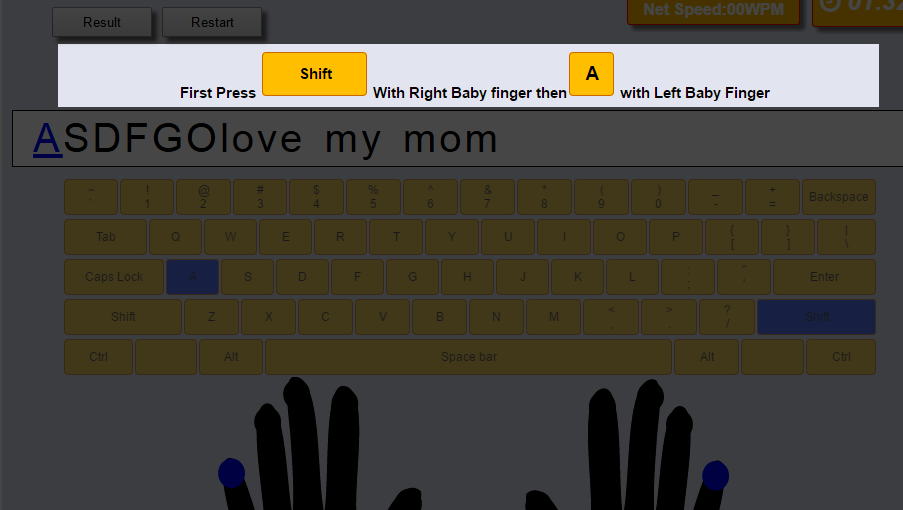 Result Restart Net Speed:00WPM
First Press Shift With Right Baby finger then A with Left Baby Finger
ASDFGOlove my mom
~ ! @ # $ % ^ & * ( ) _ +
` 1 2 3 4 5 6 7 8 9 0 - = Backspace
Tab Q W E R T Y U I O P { } |
[ ] \
Caps Lock A S D F G H J K L : " Enter
; '
Shift Z X C V B N M < > ? Shift
, . /
Ctrl Alt Space bar Alt Ctrl